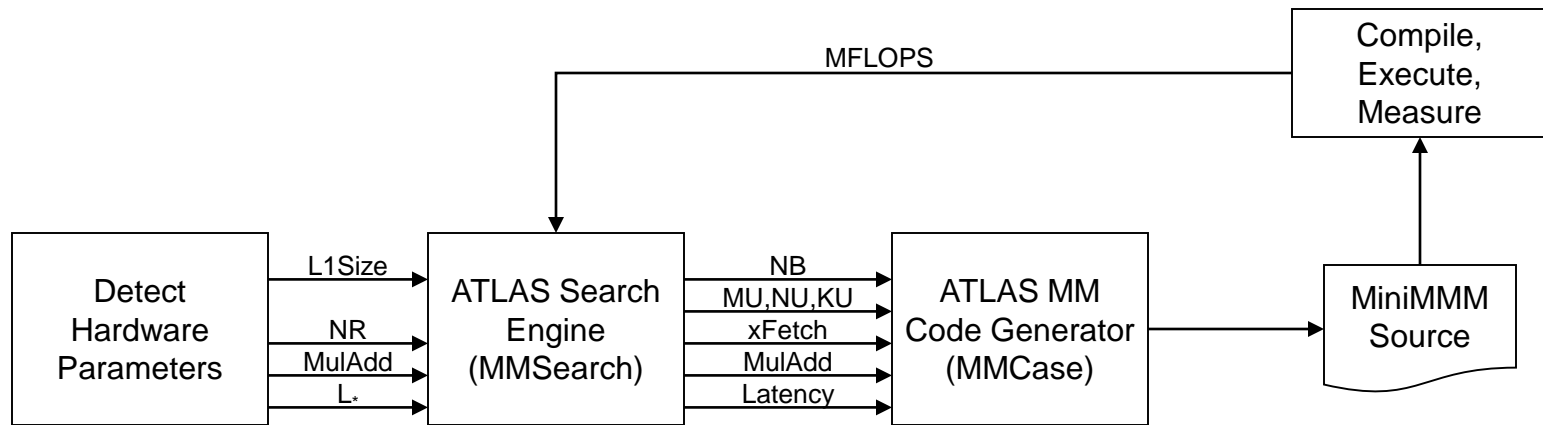 MFLOPS
Compile,
Execute,
Measure
Detect
Hardware
Parameters
L1Size
NR
MulAdd
L*
ATLAS Search
Engine
(MMSearch)
NB
MU,NU,KU
xFetch
MulAdd
Latency
ATLAS MM
Code Generator
(MMCase)
MiniMMM
Source